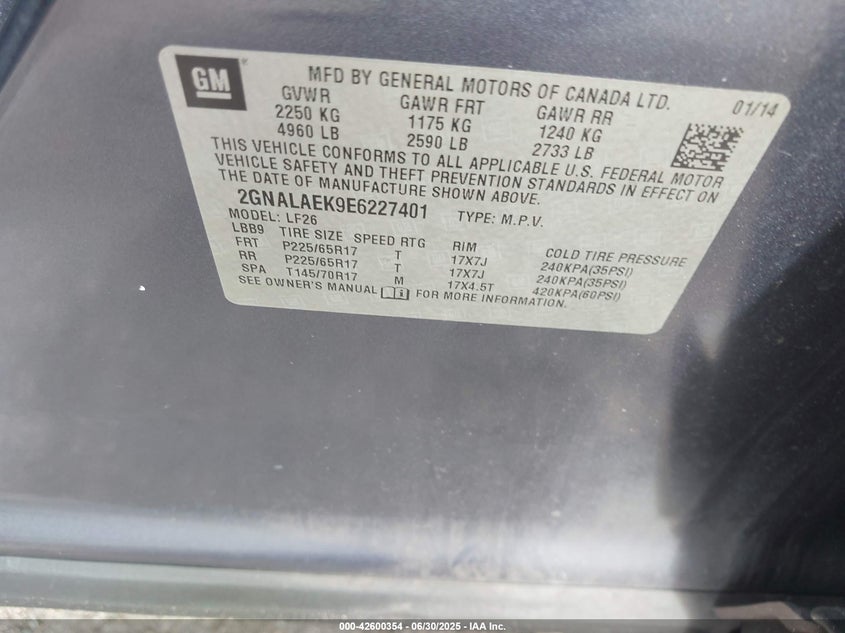 GM
MFD BY GENERAL MOTORS OF CANADA LTD.
01/14
GVWR GAWR FRT GAWR RR
2250 KG 1175 KG 1240 KG
4960 LB 2590 LB 2733 LB
THIS VEHICLE CONFORMS TO ALL APPLICABLE U.S. FEDERAL MOTOR
VEHICLE SAFETY AND THEFT PREVENTION STANDARDS IN EFFECT ON
THE DATE OF MANUFACTURE SHOWN ABOVE.
2GNALAEK9E6227401 TYPE: M.P.V.
MODEL: LF26
LBB9 TIRE SIZE SPEED RTG RIM COLD TIRE PRESSURE
FRT P225/65R17 T 17X7J 240KPA(35PSI)
RR P225/65R17 T 17X7J 240KPA(35PSI)
SPA T145/70R17 M 17X4.5T 420KPA(60PSI)
SEE OWNER'S MANUAL FOR MORE INFORMATION.
000-42600354 - 06/30/2025 - IAA Inc.